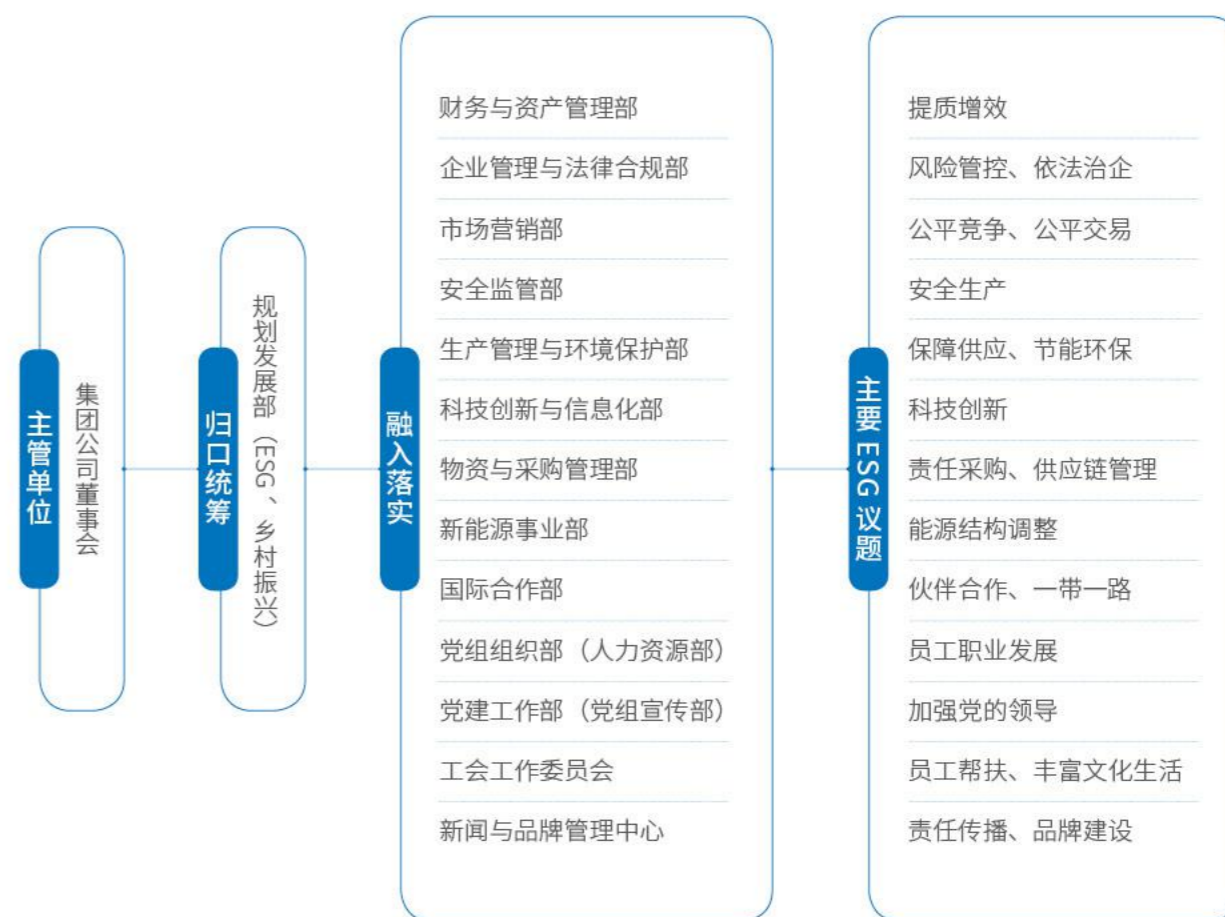 主管单位
集团公司董事会
归口统筹
规划发展部（ESG、乡村振兴）
融入落实
财务与资产管理部
企业管理与法律合规部
市场营销部
安全监管部
生产管理与环境保护部
科技创新与信息化部
物资与采购管理部
新能源事业部
国际合作部
党组组织部（人力资源部）
党建工作部（党组宣传部）
工会工作委员会
新闻与品牌管理中心
主要ESG议题
提质增效
风险管控、依法治企
公平竞争、公平交易
安全生产
保障供应、节能环保
科技创新
责任采购、供应链管理
能源结构调整
伙伴合作、一带一路
员工职业发展
加强党的领导
员工帮扶、丰富文化生活
责任传播、品牌建设